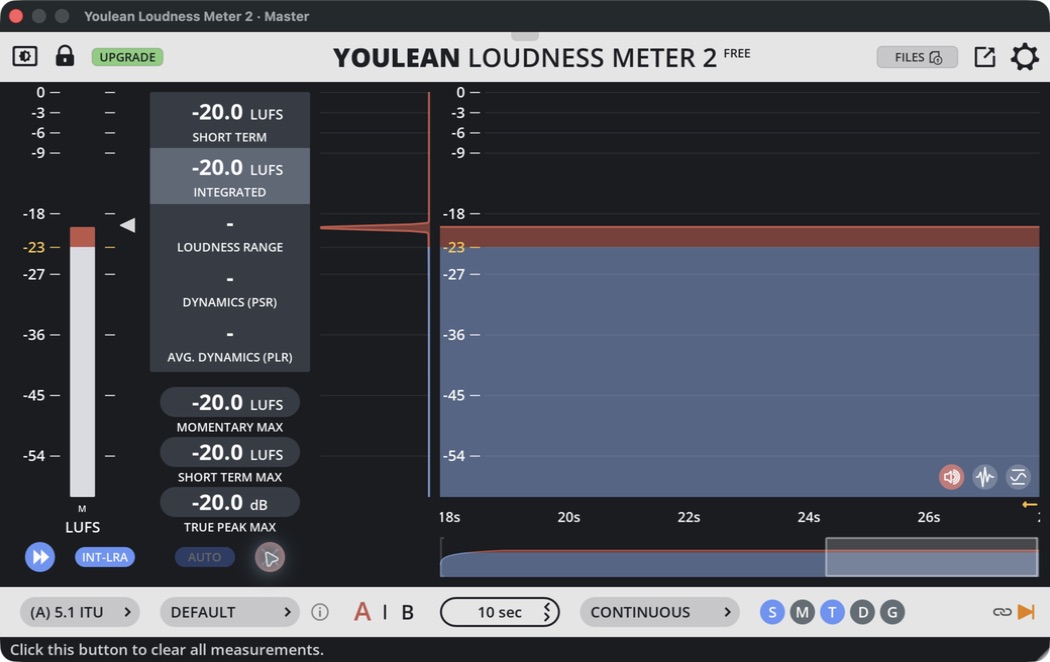 Youlean Loudness Meter 2 - Master
UPGRADE
YOULEAN LOUDNESS METER 2 FREE
FILES
0
-3
-6
-9
-18
-23
-27
-36
-45
-54
M
LUFS
-20.0 LUFS
SHORT TERM
-20.0 LUFS
INTEGRATED
-
LOUDNESS RANGE
-
DYNAMICS (PSR)
-
AVG. DYNAMICS (PLR)
-20.0 LUFS
MOMENTARY MAX
-20.0 LUFS
SHORT TERM MAX
-20.0 dB
TRUE PEAK MAX
INT-LRA
AUTO
0
-3
-6
-9
-18
-23
-27
-36
-45
-54
18s 20s 22s 24s 26s
(A) 5.1 ITU
DEFAULT
A | B
10 sec
CONTINUOUS
S M T D G
Click this button to clear all measurements.